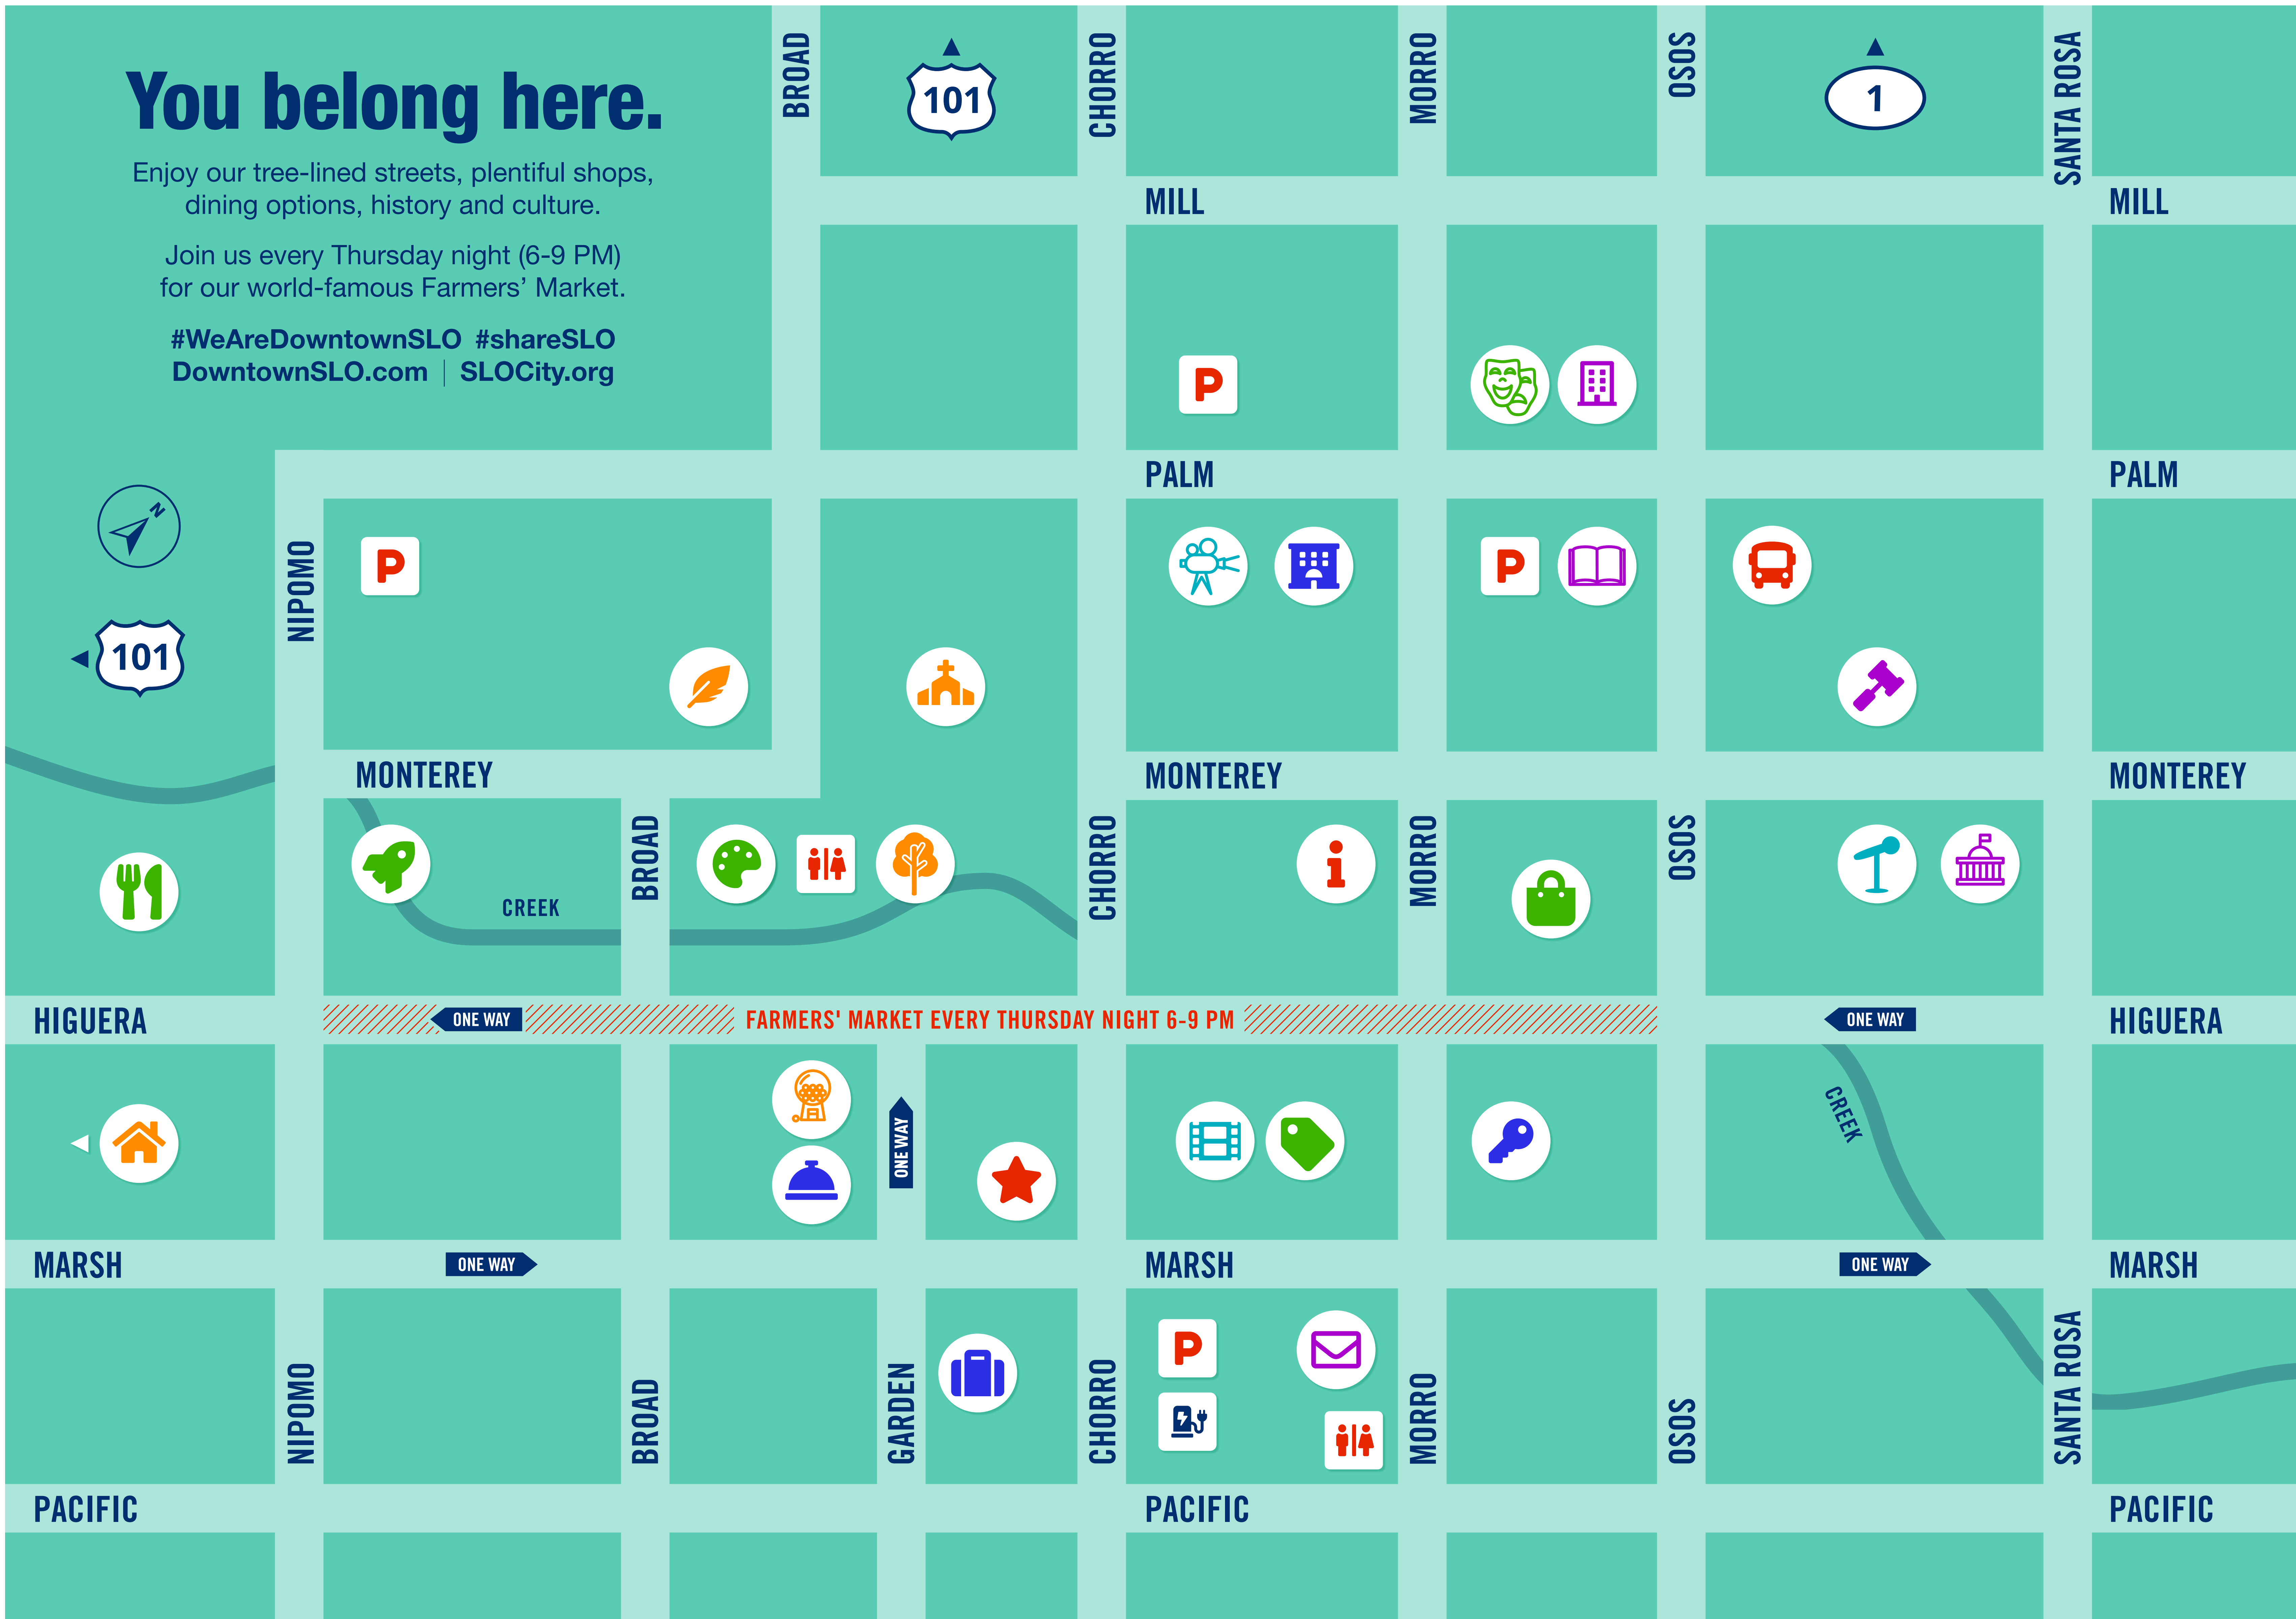 You belong here.
Enjoy our tree-lined streets, plentiful shops,
dining options, history and culture.
Join us every Thursday night (6-9 PM)
for our world-famous Farmers’ Market.
#WeAreDowntownSLO #shareSLO
DowntownSLO.com | SLOCity.org
BROAD
101
CHORRO
MORRO
OSOS
1
SANTA ROSA
MILL
MILL
P
PALM
PALM
N
NIPOMO
P
P
101
MONTEREY
MONTEREY
MONTEREY
BROAD
CHORRO
MORRO
OSOS
CREEK
i
HIGUERA
ONE WAY
FARMERS' MARKET EVERY THURSDAY NIGHT 6-9 PM
ONE WAY
HIGUERA
ONE WAY
CREEK
MARSH
ONE WAY
MARSH
ONE WAY
MARSH
P
NIPOMO
BROAD
GARDEN
CHORRO
MORRO
OSOS
SANTA ROSA
PACIFIC
PACIFIC
PACIFIC